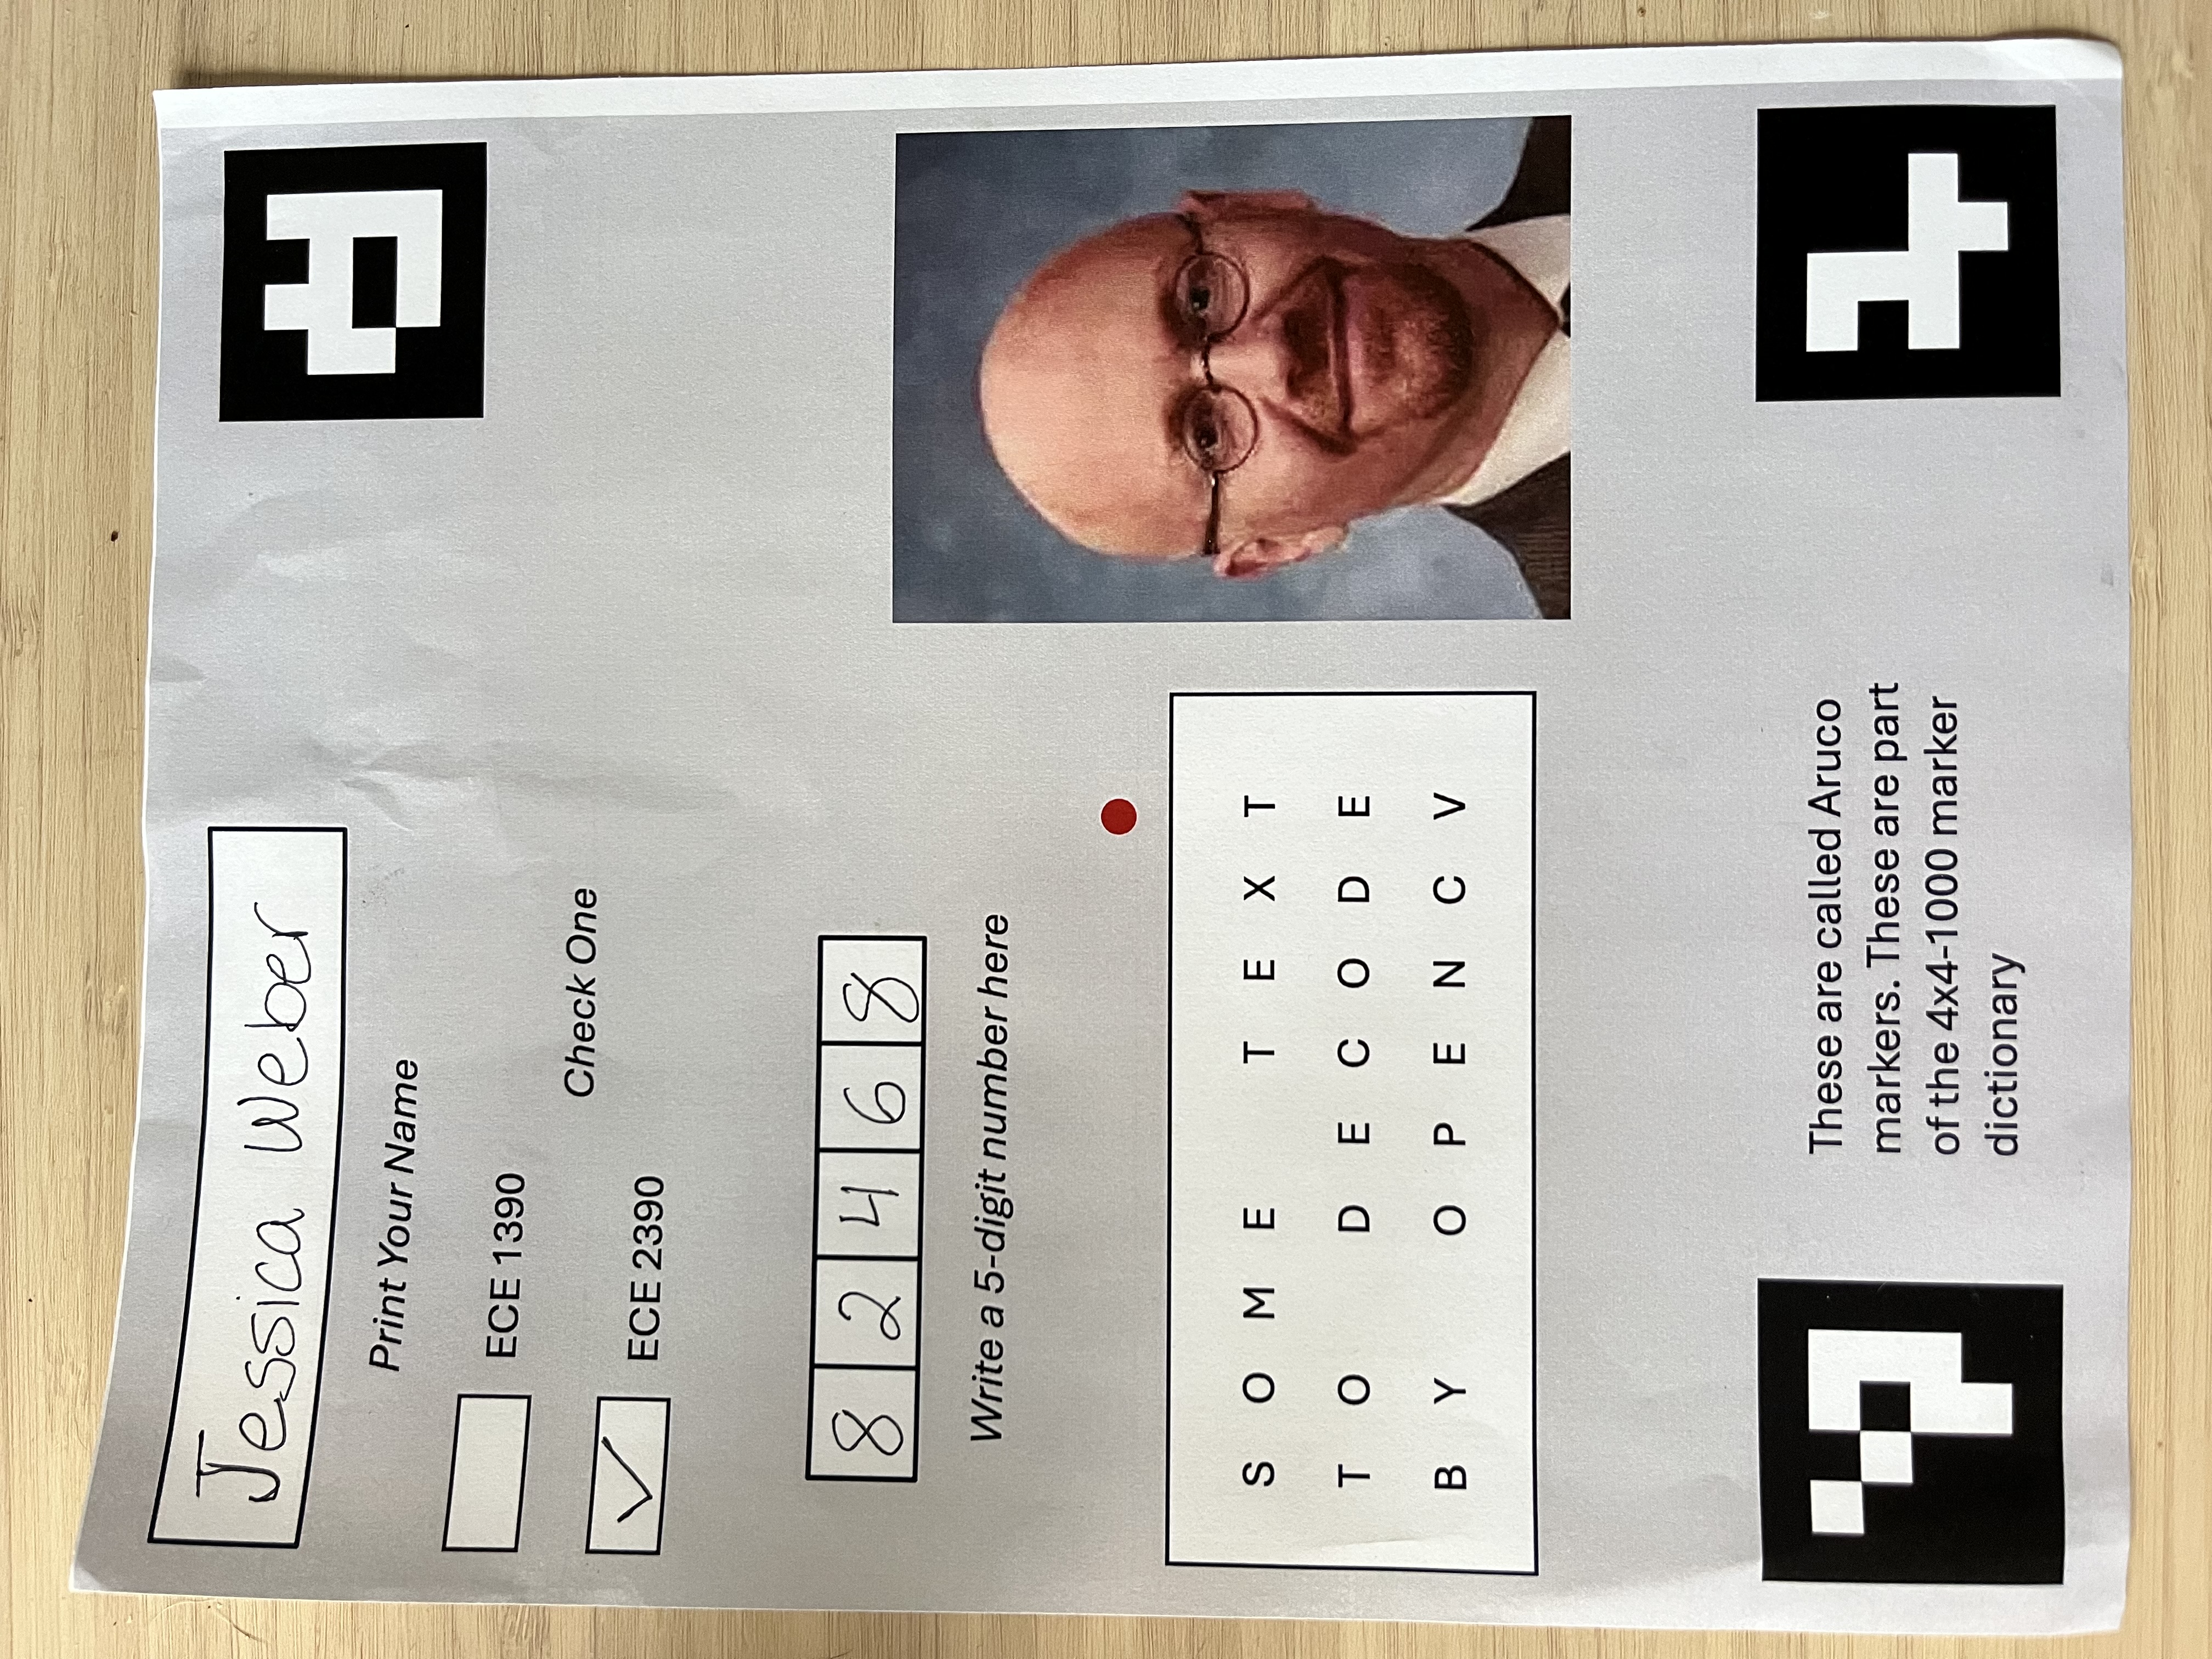 Jessica Weber
Print Your Name
ECE 1390
Check One
ECE 2390
8 2 4 6 8
Write a 5-digit number here
S O M E T E X T
T O D E C O D E
B Y O P E N C V
These are called Aruco
markers. These are part
of the 4x4-1000 marker
dictionary